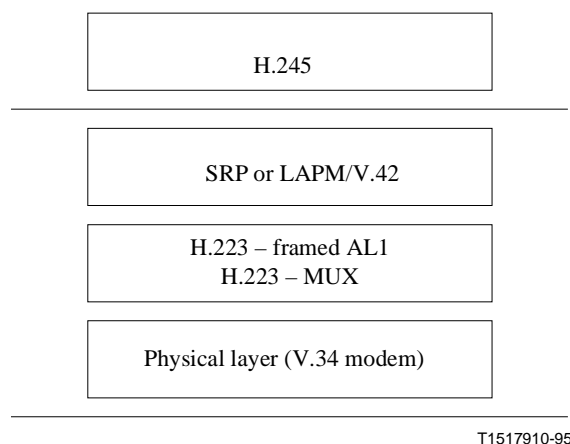 H.245
SRP or LAPM/V.42
H.223 – framed AL1
H.223 – MUX
Physical layer (V.34 modem)
T1517910-95